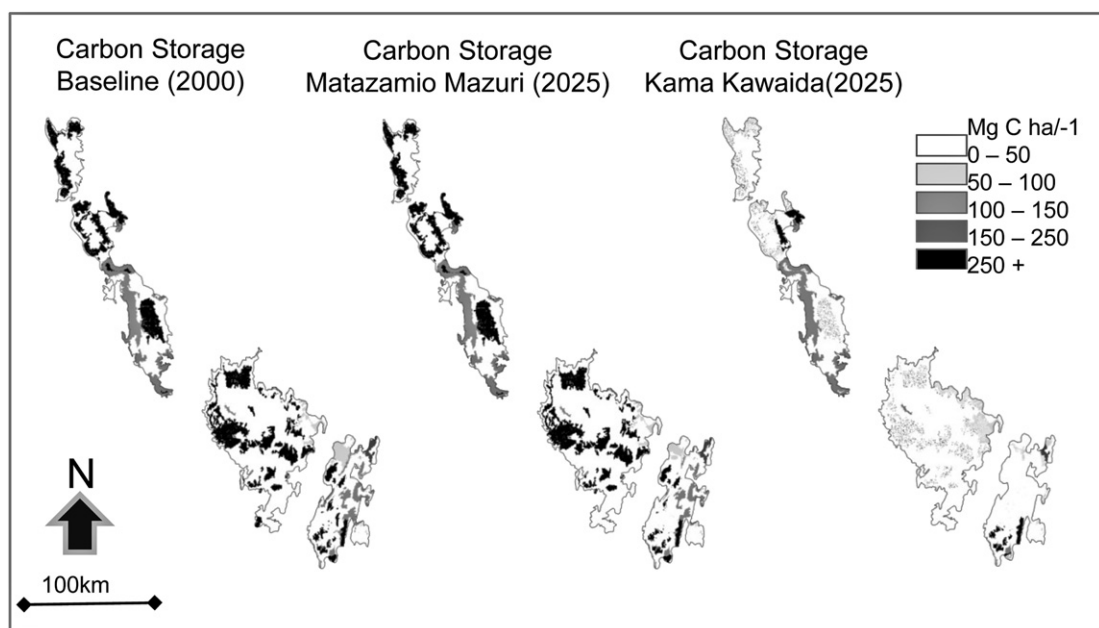 Carbon Storage
Baseline (2000)
Carbon Storage
Matazamio Mazuri (2025)
Carbon Storage
Kama Kawaida(2025)
Mg C ha/-1
0 – 50
50 – 100
100 – 150
150 – 250
250 +
N
100km